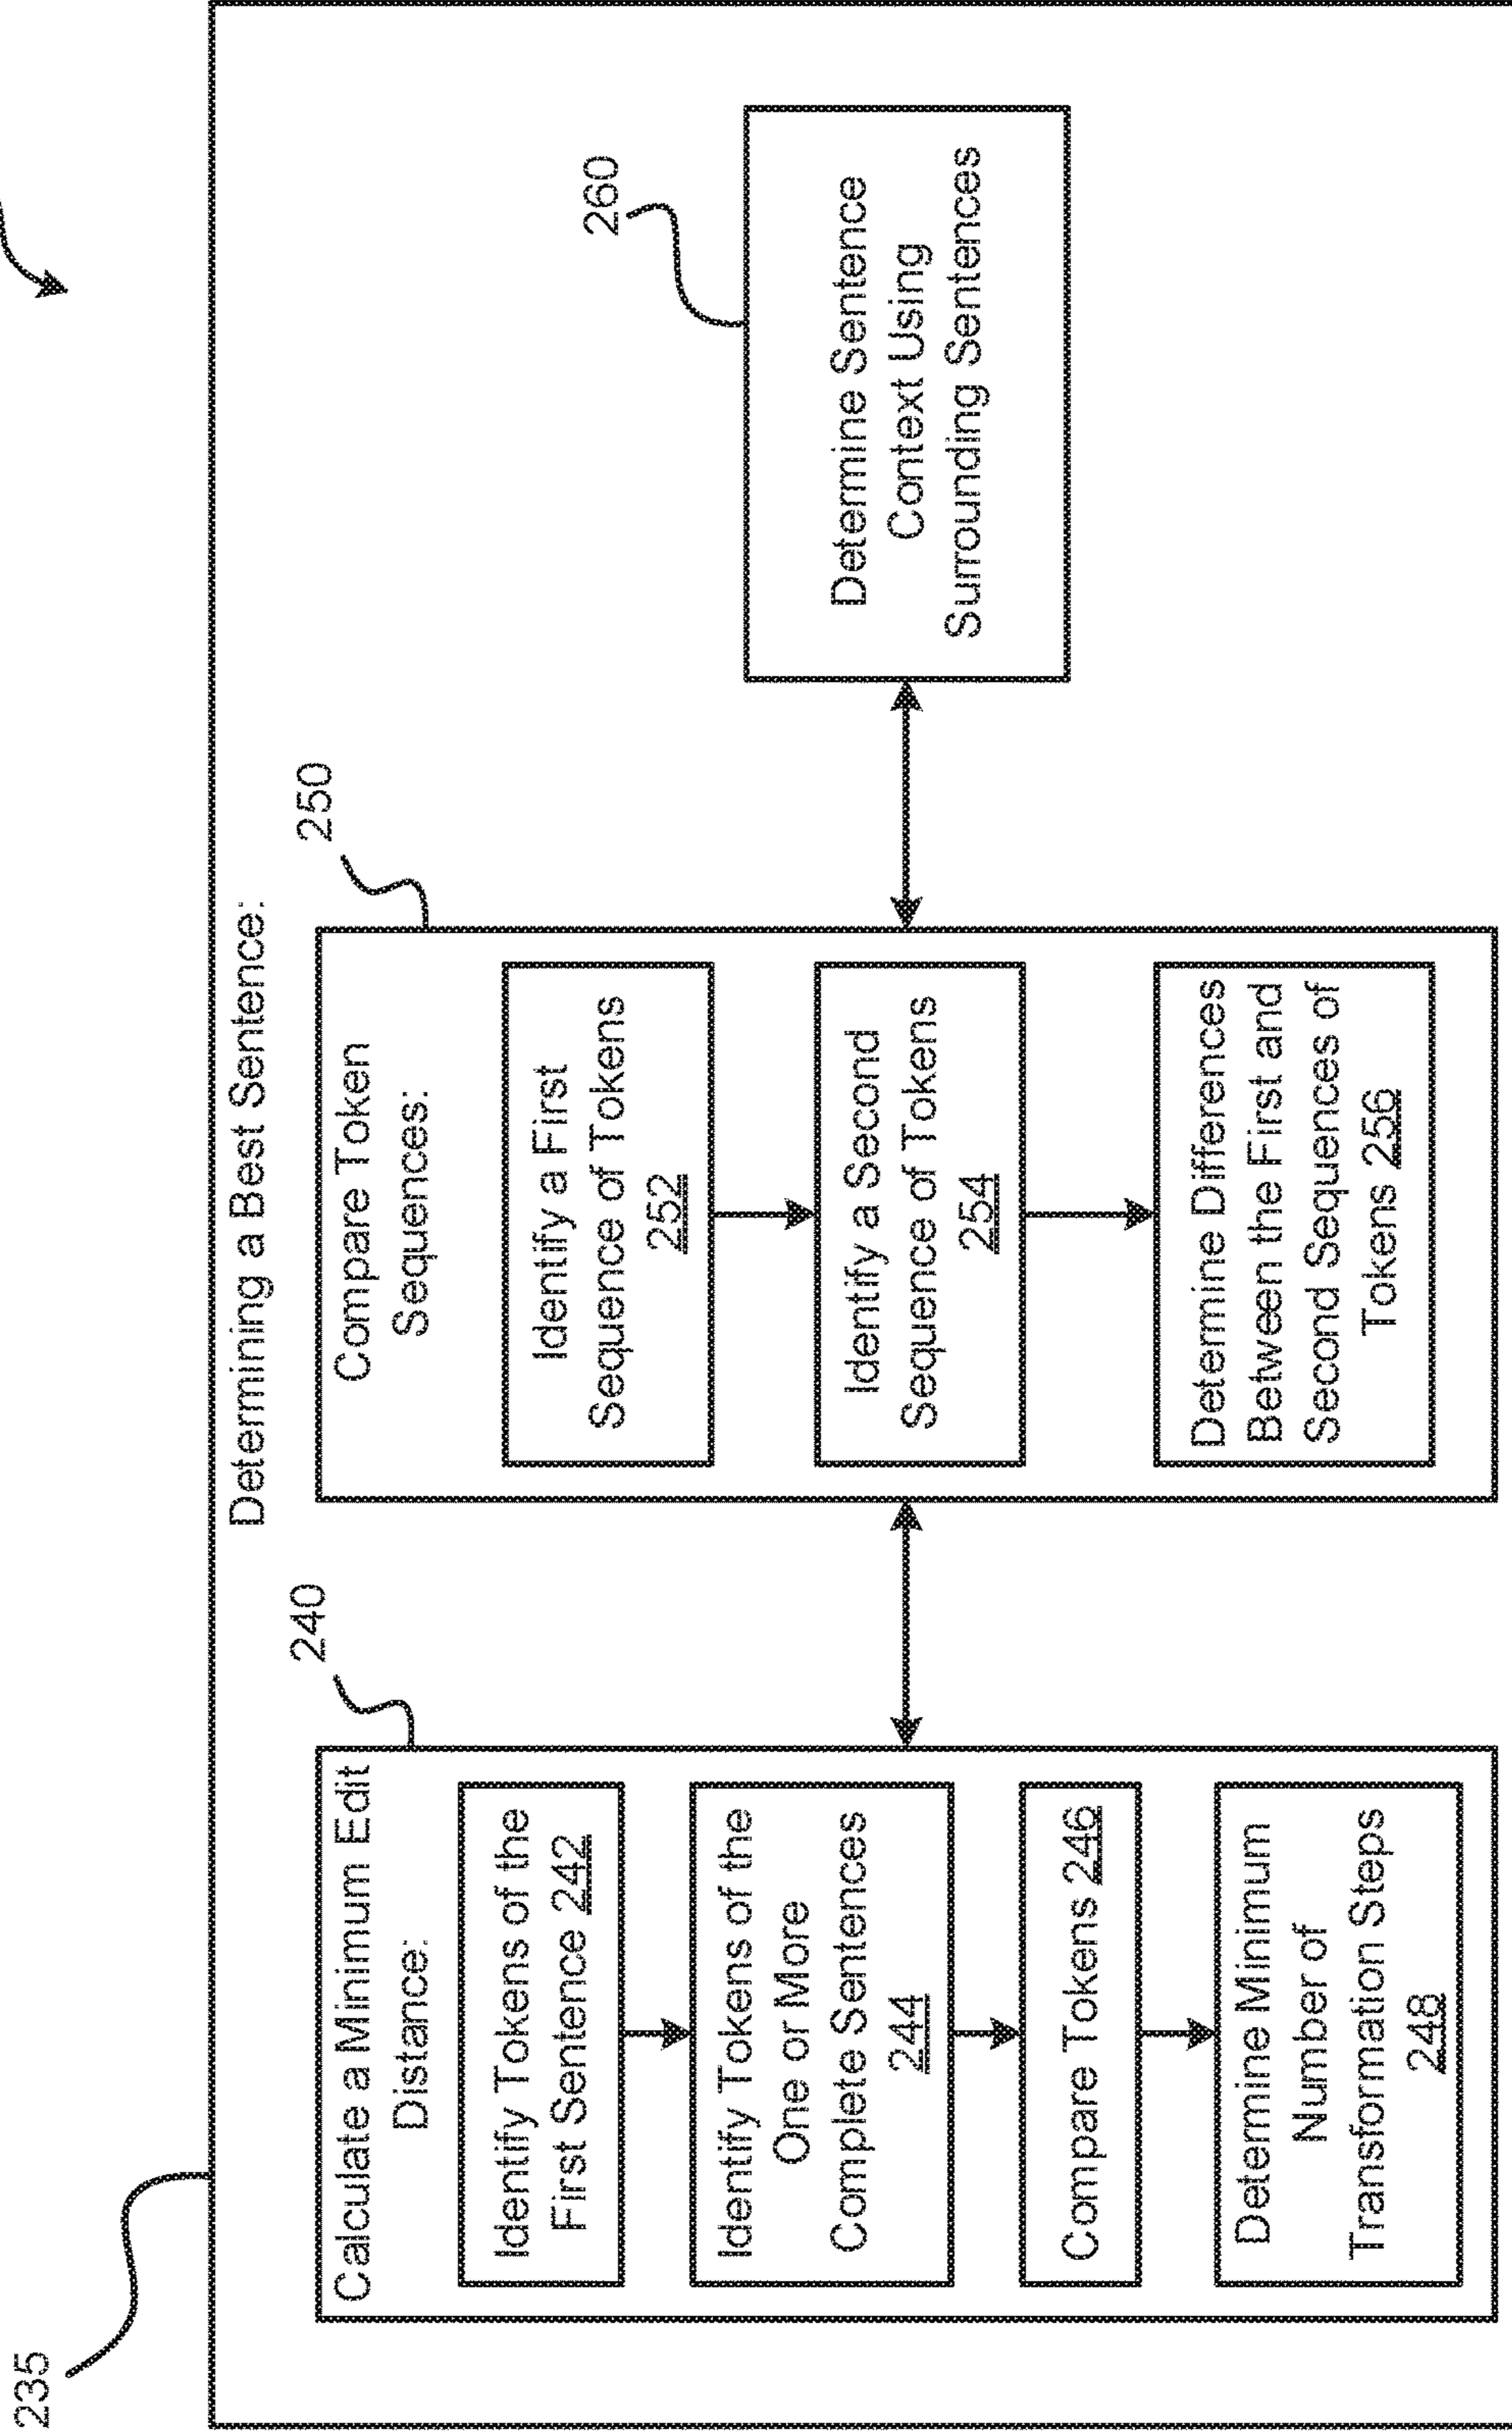 235
Determining a Best Sentence:
240
Calculate a Minimum Edit
Distance:
Identify Tokens of the
First Sentence 242
Identify Tokens of the
One or More
Complete Sentences
244
Compare Tokens 246
Determine Minimum
Number of
Transformation Steps
248
250
Compare Token
Sequences:
Identify a First
Sequence of Tokens
252
Identify a Second
Sequence of Tokens
254
Determine Differences
Between the First and
Second Sequences of
Tokens 256
260
Determine Sentence
Context Using
Surrounding Sentences